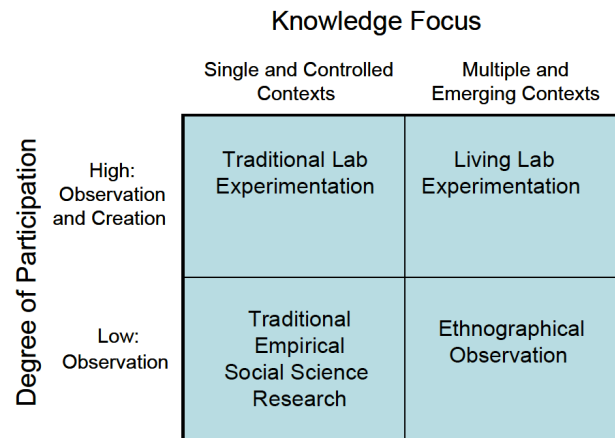 Knowledge Focus
Single and Controlled
Contexts
Multiple and
Emerging Contexts
Degree of Participation
High:
Observation
and Creation
Traditional Lab
Experimentation
Living Lab
Experimentation
Low:
Observation
Traditional
Empirical
Social Science
Research
Ethnographical
Observation